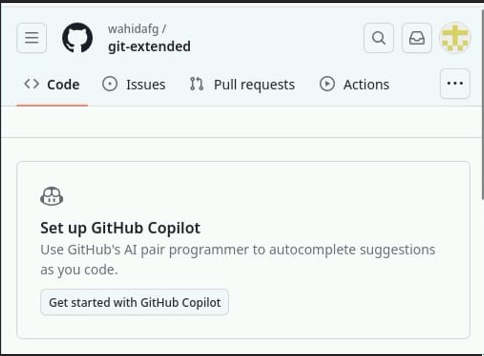 wahidafg /
git-extended
Code Issues Pull requests Actions
Set up GitHub Copilot
Use GitHub's AI pair programmer to autocomplete suggestions
as you code.
Get started with GitHub Copilot